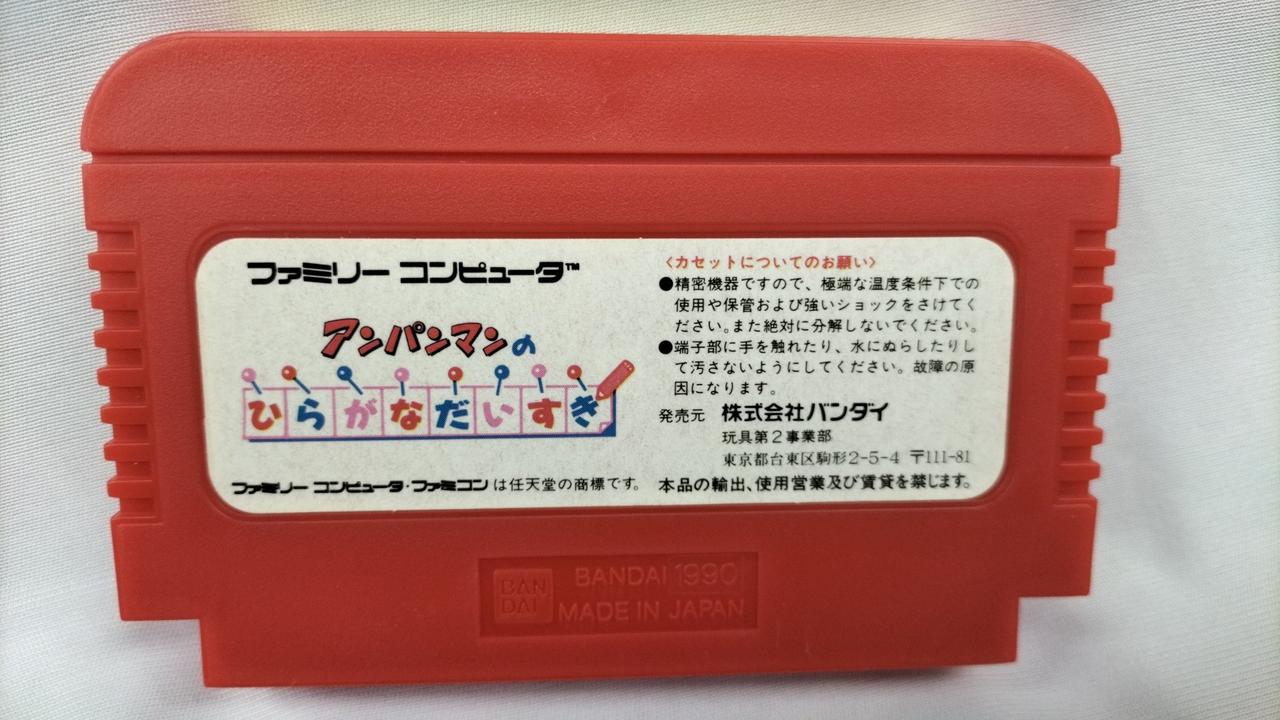 ファミリー コンピュータ™
アンパンマンの
ひらがなだいすき
ファミリー コンピュータ・ファミコンは任天堂の商標です。
〈カセットについてのお願い〉
●精密機器ですので、極端な温度条件下での
使用や保管および強いショックをさけてく
ださい。また絶対に分解しないでください。
●端子部に手を触れたり、水にぬらしたりし
て汚さないようにしてください。故障の原
因になります。
発売元 株式会社バンダイ
玩具第2事業部
東京都台東区駒形2-5-4 〒111-81
本品の輸出、使用営業及び賃貸を禁じます。
BAN
DAI
BANDAI 1990
MADE IN JAPAN